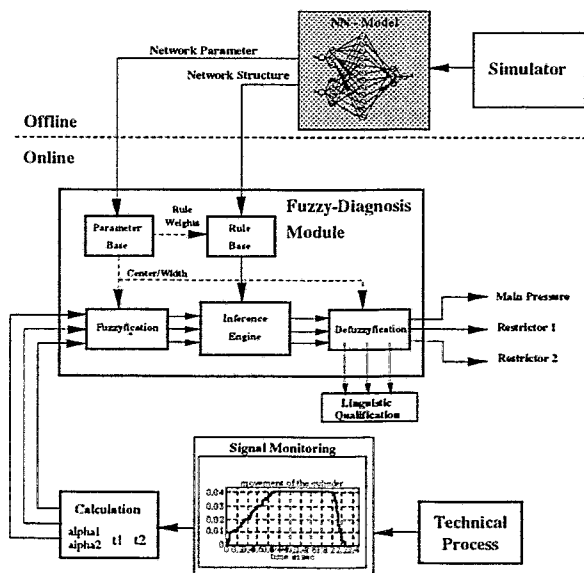 NN - Model
Network Parameter
Network Structure
Simulator
Offline
Online
Fuzzy-Diagnosis
Module
Rule
Weights
Parameter
Base
Rule
Base
Center/Width
Fuzzyfication
Inference
Engine
Defuzzyfication
Main Pressure
Restrictor 1
Restrictor 2
Linguistic
Qualification
Signal Monitoring
movement of the cylinder
0.04
0.03
0.02
0.01
0
time in sec
Calculation
alpha1
alpha2 t1 t2
Technical
Process